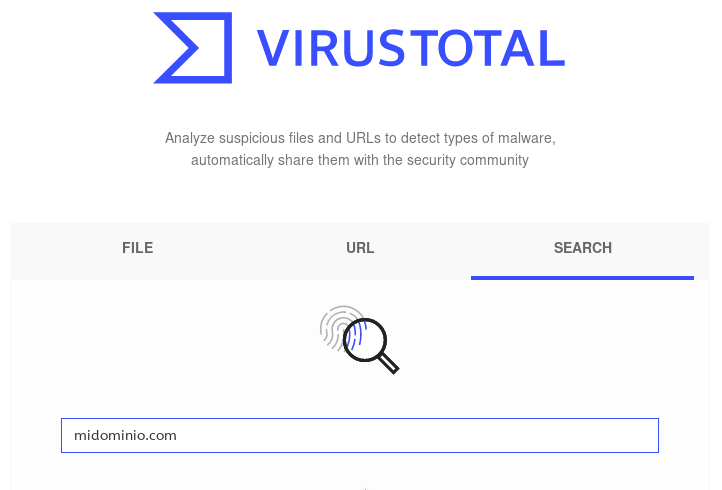 VIRUSTOTAL
Analyze suspicious files and URLs to detect types of malware,
automatically share them with the security community
FILE
URL
SEARCH
midominio.com